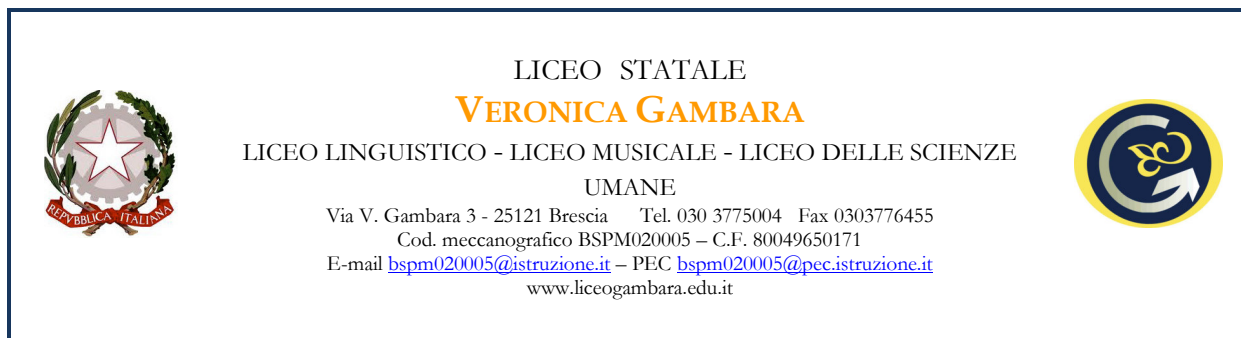 LICEO STATALE
VERONICA GAMBARA
LICEO LINGUISTICO - LICEO MUSICALE - LICEO DELLE SCIENZE
UMANE
Via V. Gambara 3 - 25121 Brescia Tel. 030 3775004 Fax 0303776455
Cod. meccanografico BSPM020005 – C.F. 80049650171
E-mail bspm020005@istruzione.it – PEC bspm020005@pec.istruzione.it
www.liceogambara.edu.it
REPVBBLICA ITALIANA